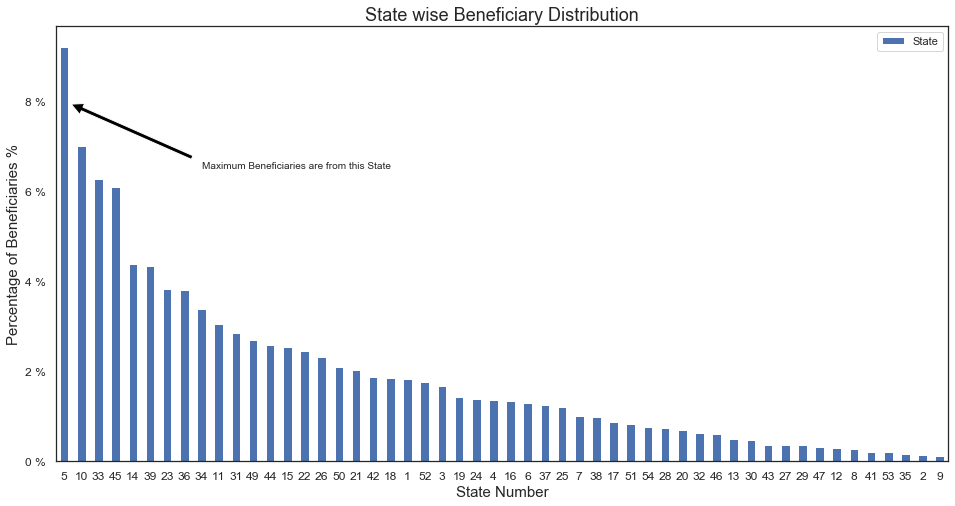 State wise Beneficiary Distribution
State
8 %
6 %
4 %
2 %
0 %
Percentage of Beneficiaries %
Maximum Beneficiaries are from this State
5 10 33 45 14 39 23 36 34 11 31 49 44 15 22 26 50 21 42 18 1 52 3 19 24 4 16 6 37 25 7 38 17 51 54 28 20 32 46 13 30 43 27 29 47 12 8 41 53 35 2 9
State Number